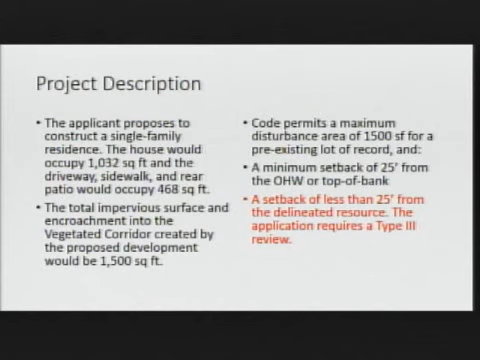 Project Description
• The applicant proposes to
construct a single-family
residence. The house would
occupy 1,032 sq ft and the
driveway, sidewalk, and rear
patio would occupy 468 sq ft.
• The total impervious surface and
encroachment into the
Vegetated Corridor created by
the proposed development
would be 1,500 sq ft.
• Code permits a maximum
disturbance area of 1500 sf for a
pre-existing lot of record, and:
• A minimum setback of 25' from
the OHW or top-of-bank
• A setback of less than 25' from
the delineated resource. The
application requires a Type III
review.